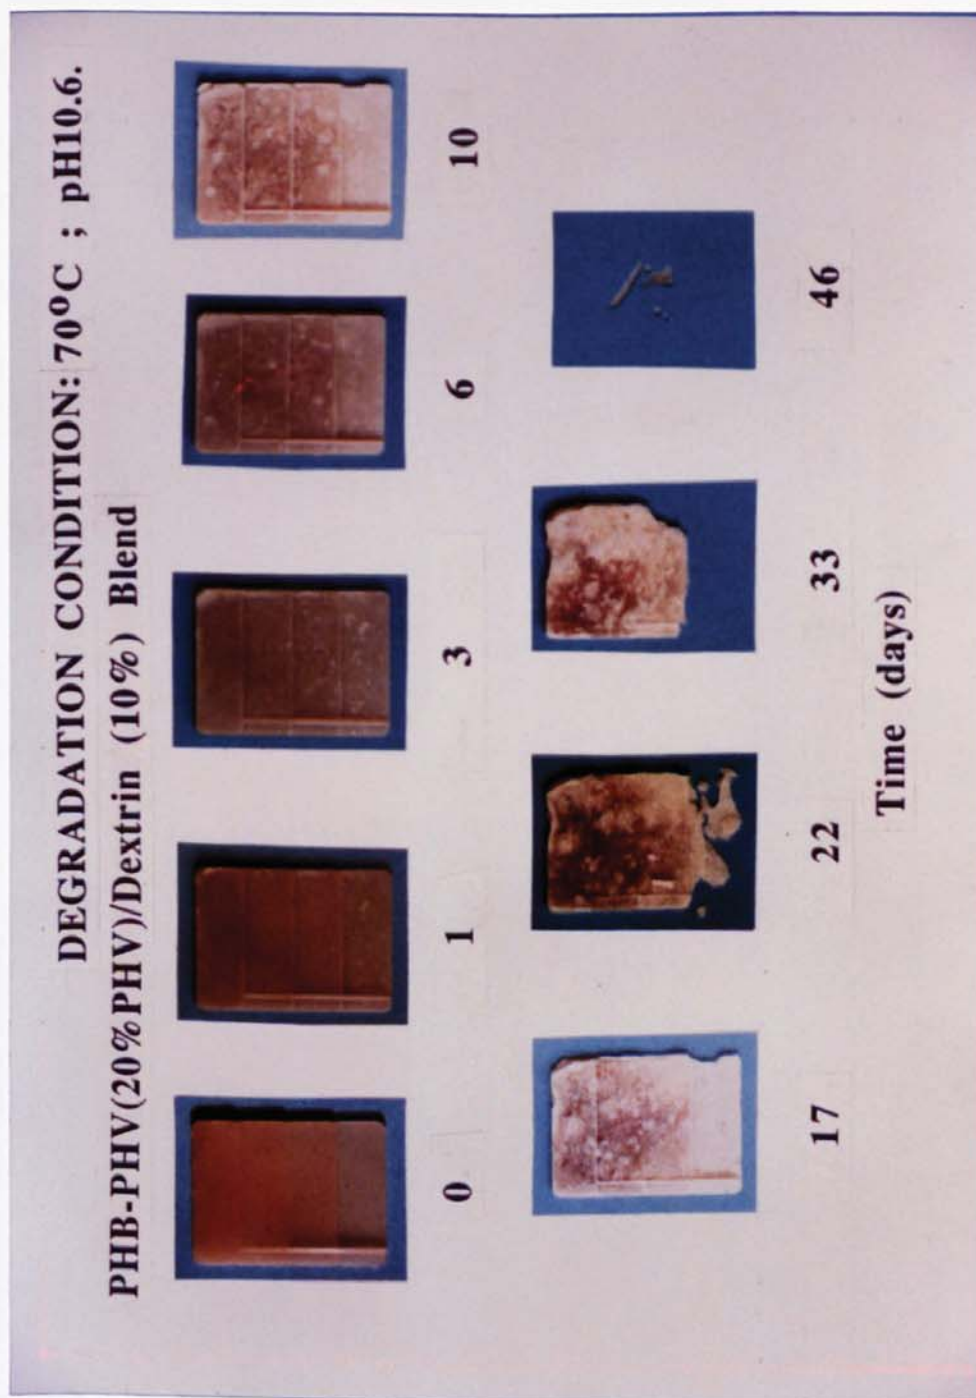 DEGRADATION CONDITION: 70°C ; pH10.6.
PHB-PHV(20%PHV)/Dextrin (10%) Blend
0 1 3 6 10
17 22 33 46
Time (days)